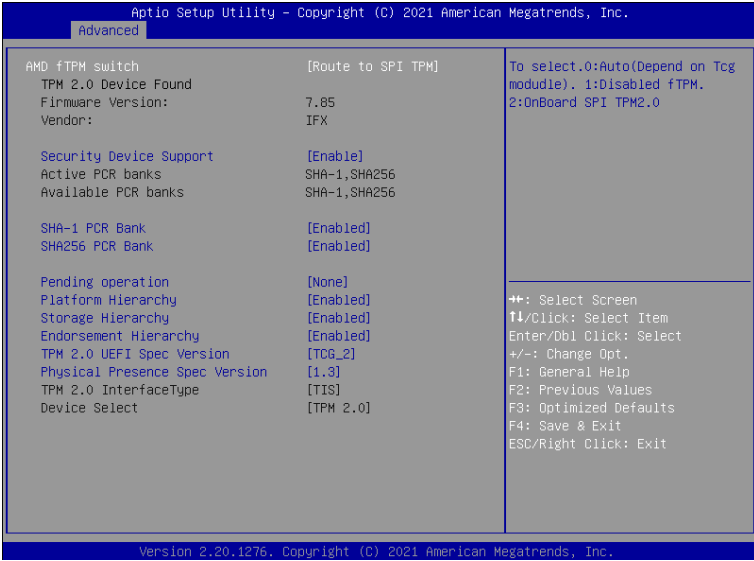 Aptio Setup Utility – Copyright (C) 2021 American Megatrends, Inc.
Advanced
AMD fTPM switch [Route to SPI TPM]
TPM 2.0 Device Found
Firmware Version: 7.85
Vendor: IFX
Security Device Support [Enable]
Active PCR banks SHA-1,SHA256
Available PCR banks SHA-1,SHA256
SHA-1 PCR Bank [Enabled]
SHA256 PCR Bank [Enabled]
Pending operation [None]
Platform Hierarchy [Enabled]
Storage Hierarchy [Enabled]
Endorsement Hierarchy [Enabled]
TPM 2.0 UEFI Spec Version [TCG_2]
Physical Presence Spec Version [1.3]
TPM 2.0 InterfaceType [TIS]
Device Select [TPM 2.0]
To select.0:Auto(Depend on Tcg
modudle). 1:Disabled fTPM.
2:OnBoard SPI TPM2.0
→←: Select Screen
↑↓/Click: Select Item
Enter/Dbl Click: Select
+/-: Change Opt.
F1: General Help
F2: Previous Values
F3: Optimized Defaults
F4: Save & Exit
ESC/Right Click: Exit
Version 2.20.1276. Copyright (C) 2021 American Megatrends, Inc.